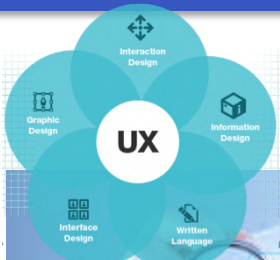 Interaction
Design
Graphic
Design
Information
Design
UX
Interface
Design
Written
Language